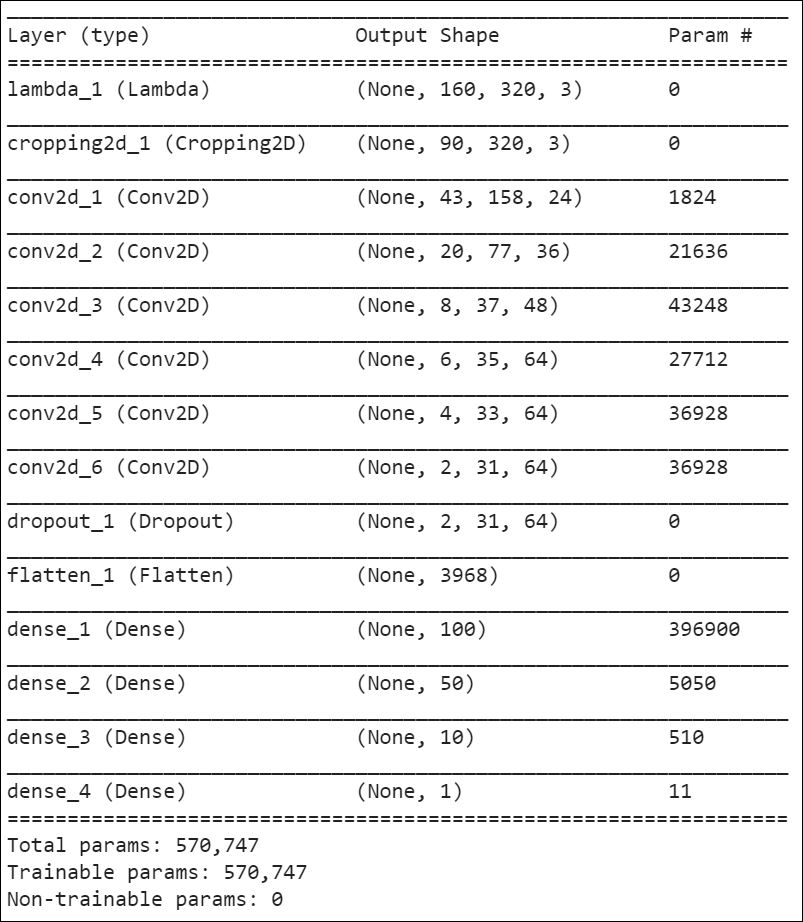 Layer (type) Output Shape Param #
=================================================================
lambda_1 (Lambda) (None, 160, 320, 3) 0
cropping2d_1 (Cropping2D) (None, 90, 320, 3) 0
conv2d_1 (Conv2D) (None, 43, 158, 24) 1824
conv2d_2 (Conv2D) (None, 20, 77, 36) 21636
conv2d_3 (Conv2D) (None, 8, 37, 48) 43248
conv2d_4 (Conv2D) (None, 6, 35, 64) 27712
conv2d_5 (Conv2D) (None, 4, 33, 64) 36928
conv2d_6 (Conv2D) (None, 2, 31, 64) 36928
dropout_1 (Dropout) (None, 2, 31, 64) 0
flatten_1 (Flatten) (None, 3968) 0
dense_1 (Dense) (None, 100) 396900
dense_2 (Dense) (None, 50) 5050
dense_3 (Dense) (None, 10) 510
dense_4 (Dense) (None, 1) 11
=================================================================
Total params: 570,747
Trainable params: 570,747
Non-trainable params: 0